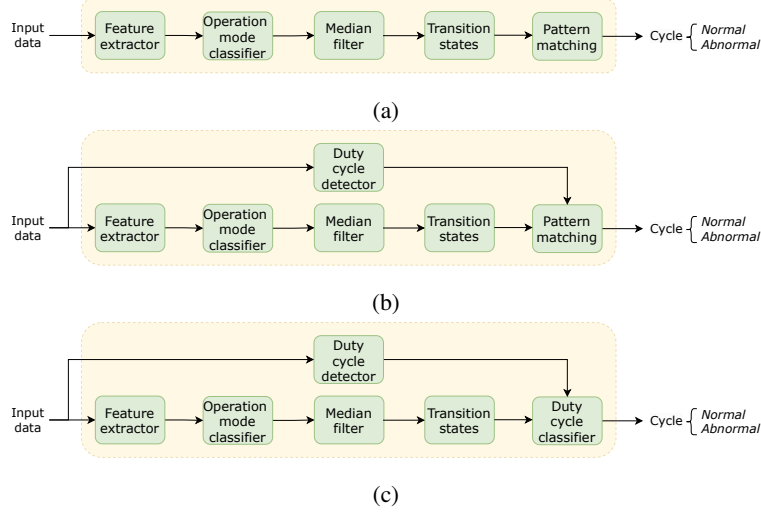 Input
data
Feature
extractor
Operation
mode
classifier
Median
filter
Transition
states
Pattern
matching
Cycle
Normal
Abnormal
(a)
Duty
cycle
detector
Input
data
Feature
extractor
Operation
mode
classifier
Median
filter
Transition
states
Pattern
matching
Cycle
Normal
Abnormal
(b)
Duty
cycle
detector
Input
data
Feature
extractor
Operation
mode
classifier
Median
filter
Transition
states
Duty
cycle
classifier
Cycle
Normal
Abnormal
(c)